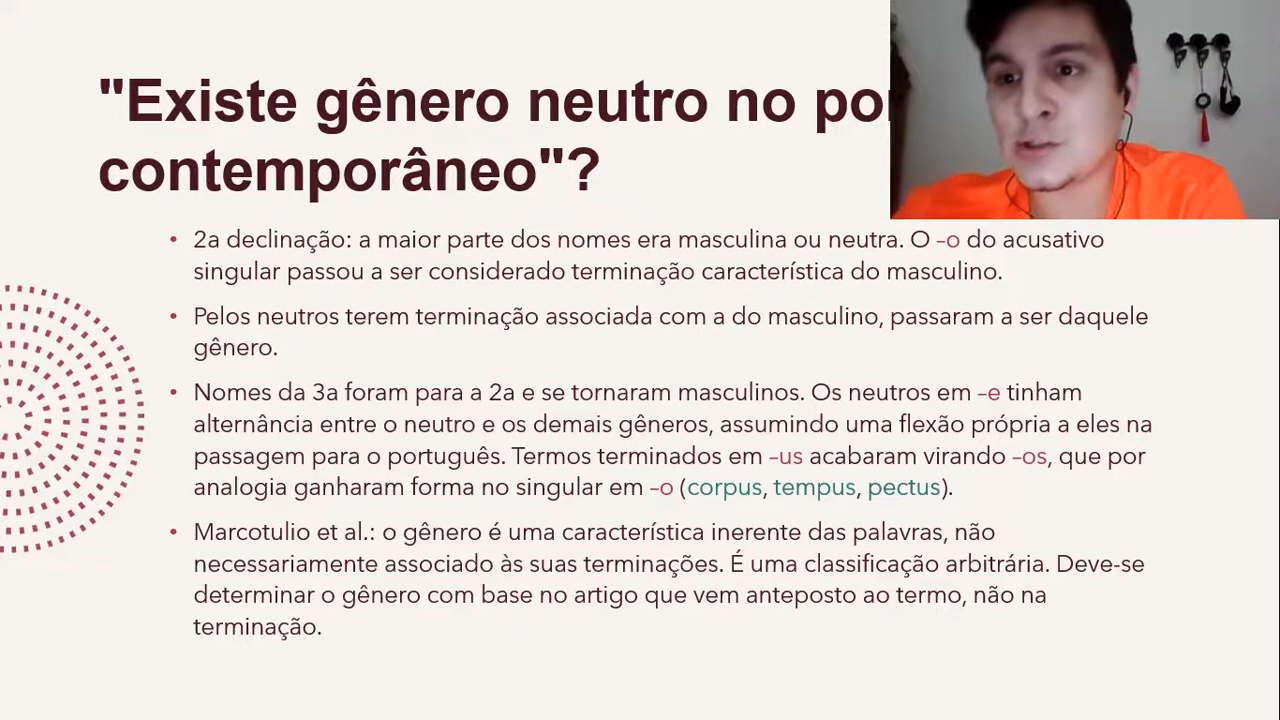 "Existe gênero neutro no
contemporâneo"?
• 2a declinação: a maior parte dos nomes era masculina ou neutra. O –o do acusativo
singular passou a ser considerado terminação característica do masculino.
• Pelos neutros terem terminação associada com a do masculino, passaram a ser daquele
gênero.
• Nomes da 3a foram para a 2a e se tornaram masculinos. Os neutros em –e tinham
alternância entre o neutro e os demais gêneros, assumindo uma flexão própria a eles na
passagem para o português. Termos terminados em –us acabaram virando –os, que por
analogia ganharam forma no singular em –o (corpus, tempus, pectus).
• Marcotulio et al.: o gênero é uma característica inerente das palavras, não
necessariamente associado às suas terminações. É uma classificação arbitrária. Deve-se
determinar o gênero com base no artigo que vem anteposto ao termo, não na
terminação.